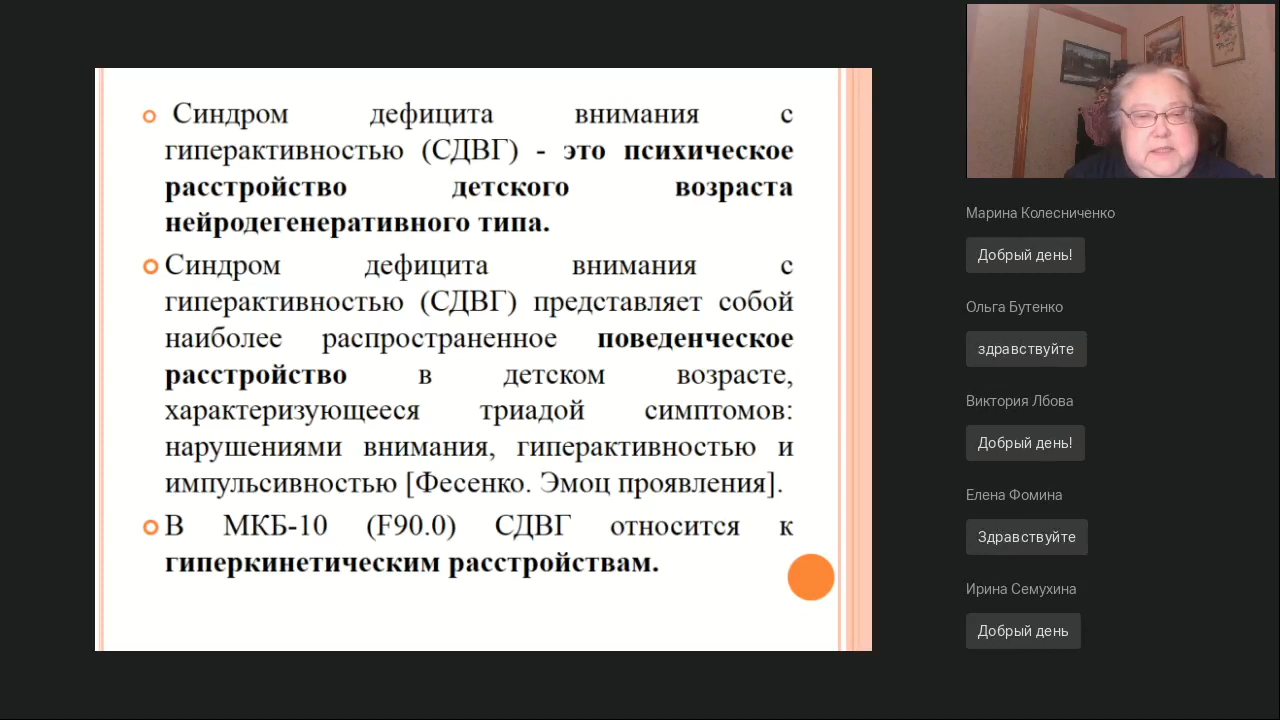 Синдром дефицита внимания с
гиперактивностью (СДВГ) - это психическое
расстройство детского возраста
нейродегенеративного типа.
Синдром дефицита внимания с
гиперактивностью (СДВГ) представляет собой
наиболее распространенное поведенческое
расстройство в детском возрасте,
характеризующееся триадой симптомов:
нарушениями внимания, гиперактивностью и
импульсивностью [Фесенко. Эмоц проявления].
В МКБ-10 (F90.0) СДВГ относится к
гиперкинетическим расстройствам.
Марина Колесниченко
Добрый день!
Ольга Бутенко
здравствуйте
Виктория Лбова
Добрый день!
Елена Фомина
Здравствуйте
Ирина Семухина
Добрый день